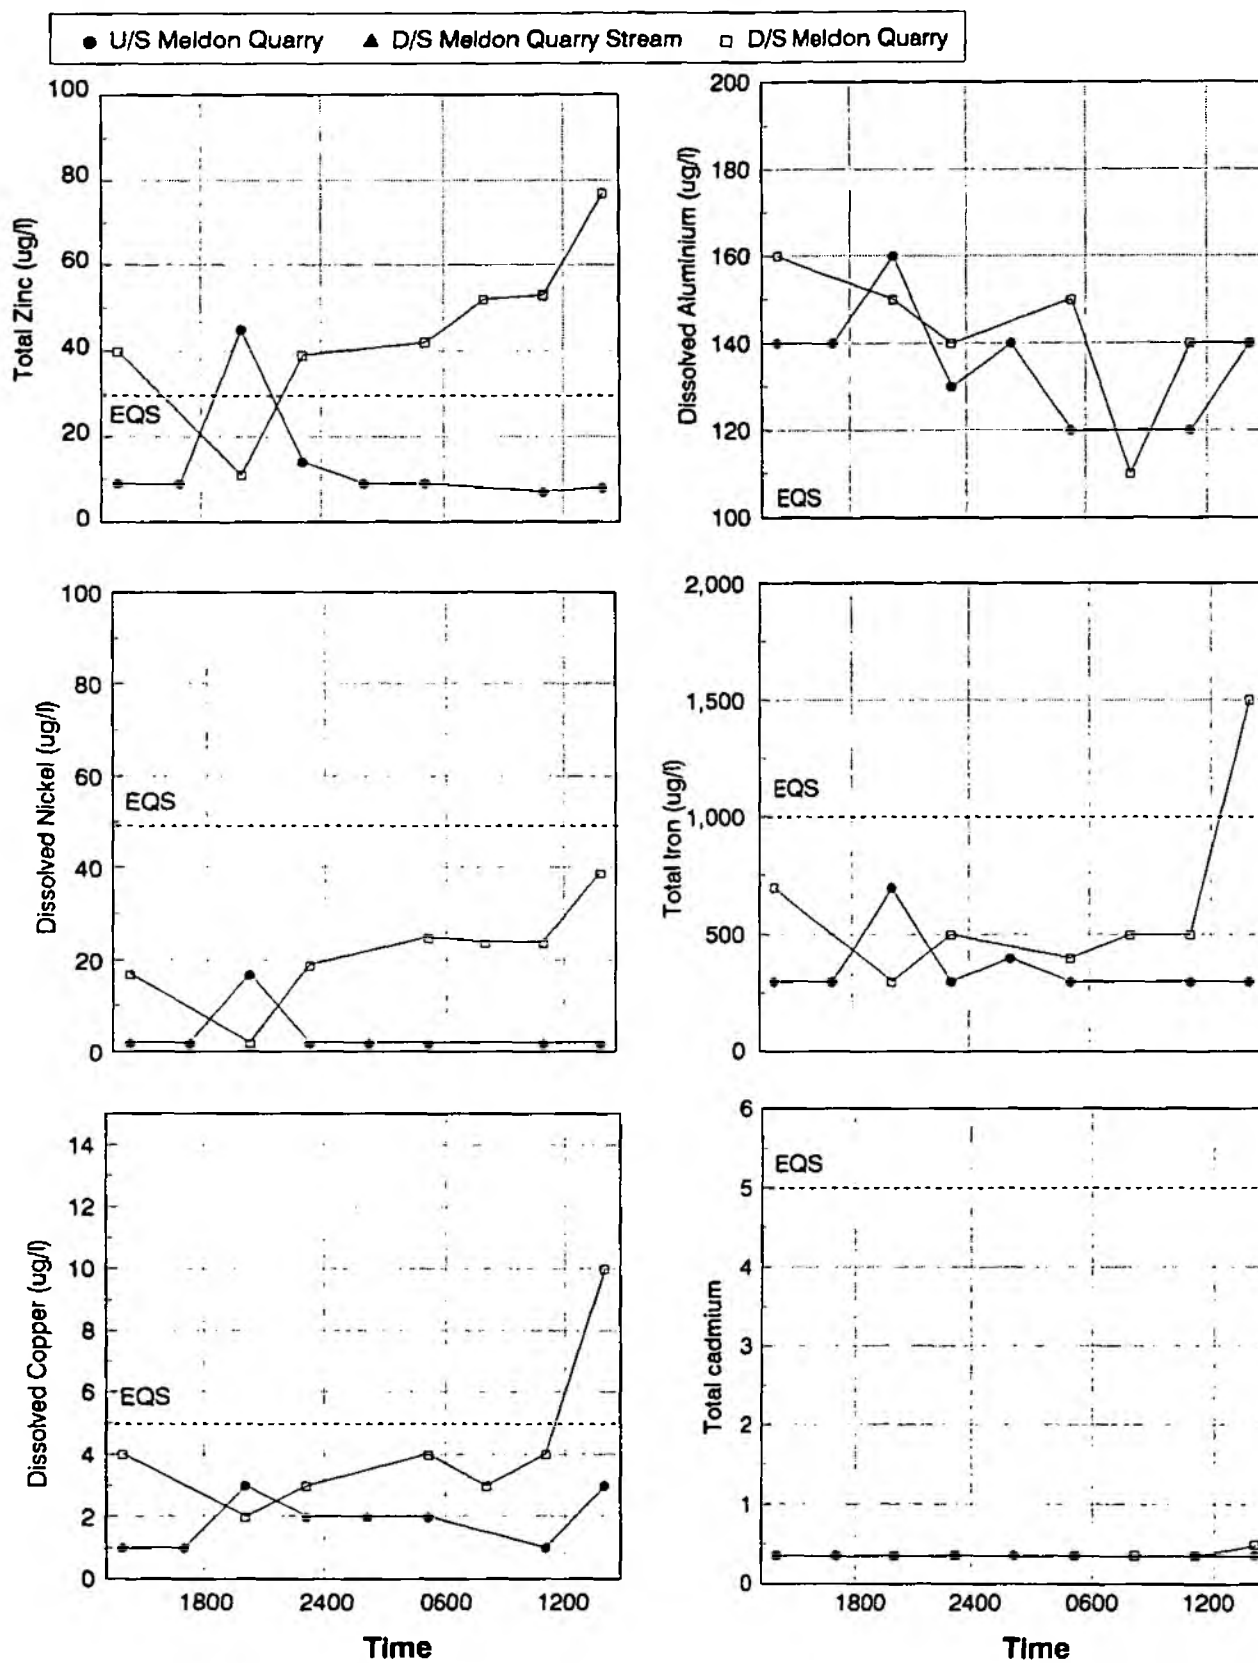 ● U/S Meldon Quarry ▲ D/S Meldon Quarry Stream □ D/S Meldon Quarry
100
80
60
40
20
0
Total Zinc (ug/l)
EQS
200
180
160
140
120
100
Dissolved Aluminium (ug/l)
EQS
100
80
60
40
20
0
Dissolved Nickel (ug/l)
EQS
2,000
1,500
1,000
500
0
Total Iron (ug/l)
EQS
14
12
10
8
6
4
2
0
Dissolved Copper (ug/l)
EQS
1800 2400 0600 1200
Time
6
5
4
3
2
1
0
Total cadmium
EQS
1800 2400 0600 1200
Time